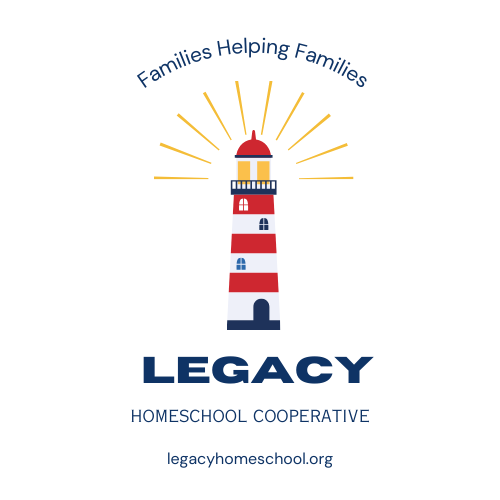 Families Helping Families
LEGACY
HOMESCHOOL COOPERATIVE
legacyhomeschool.org